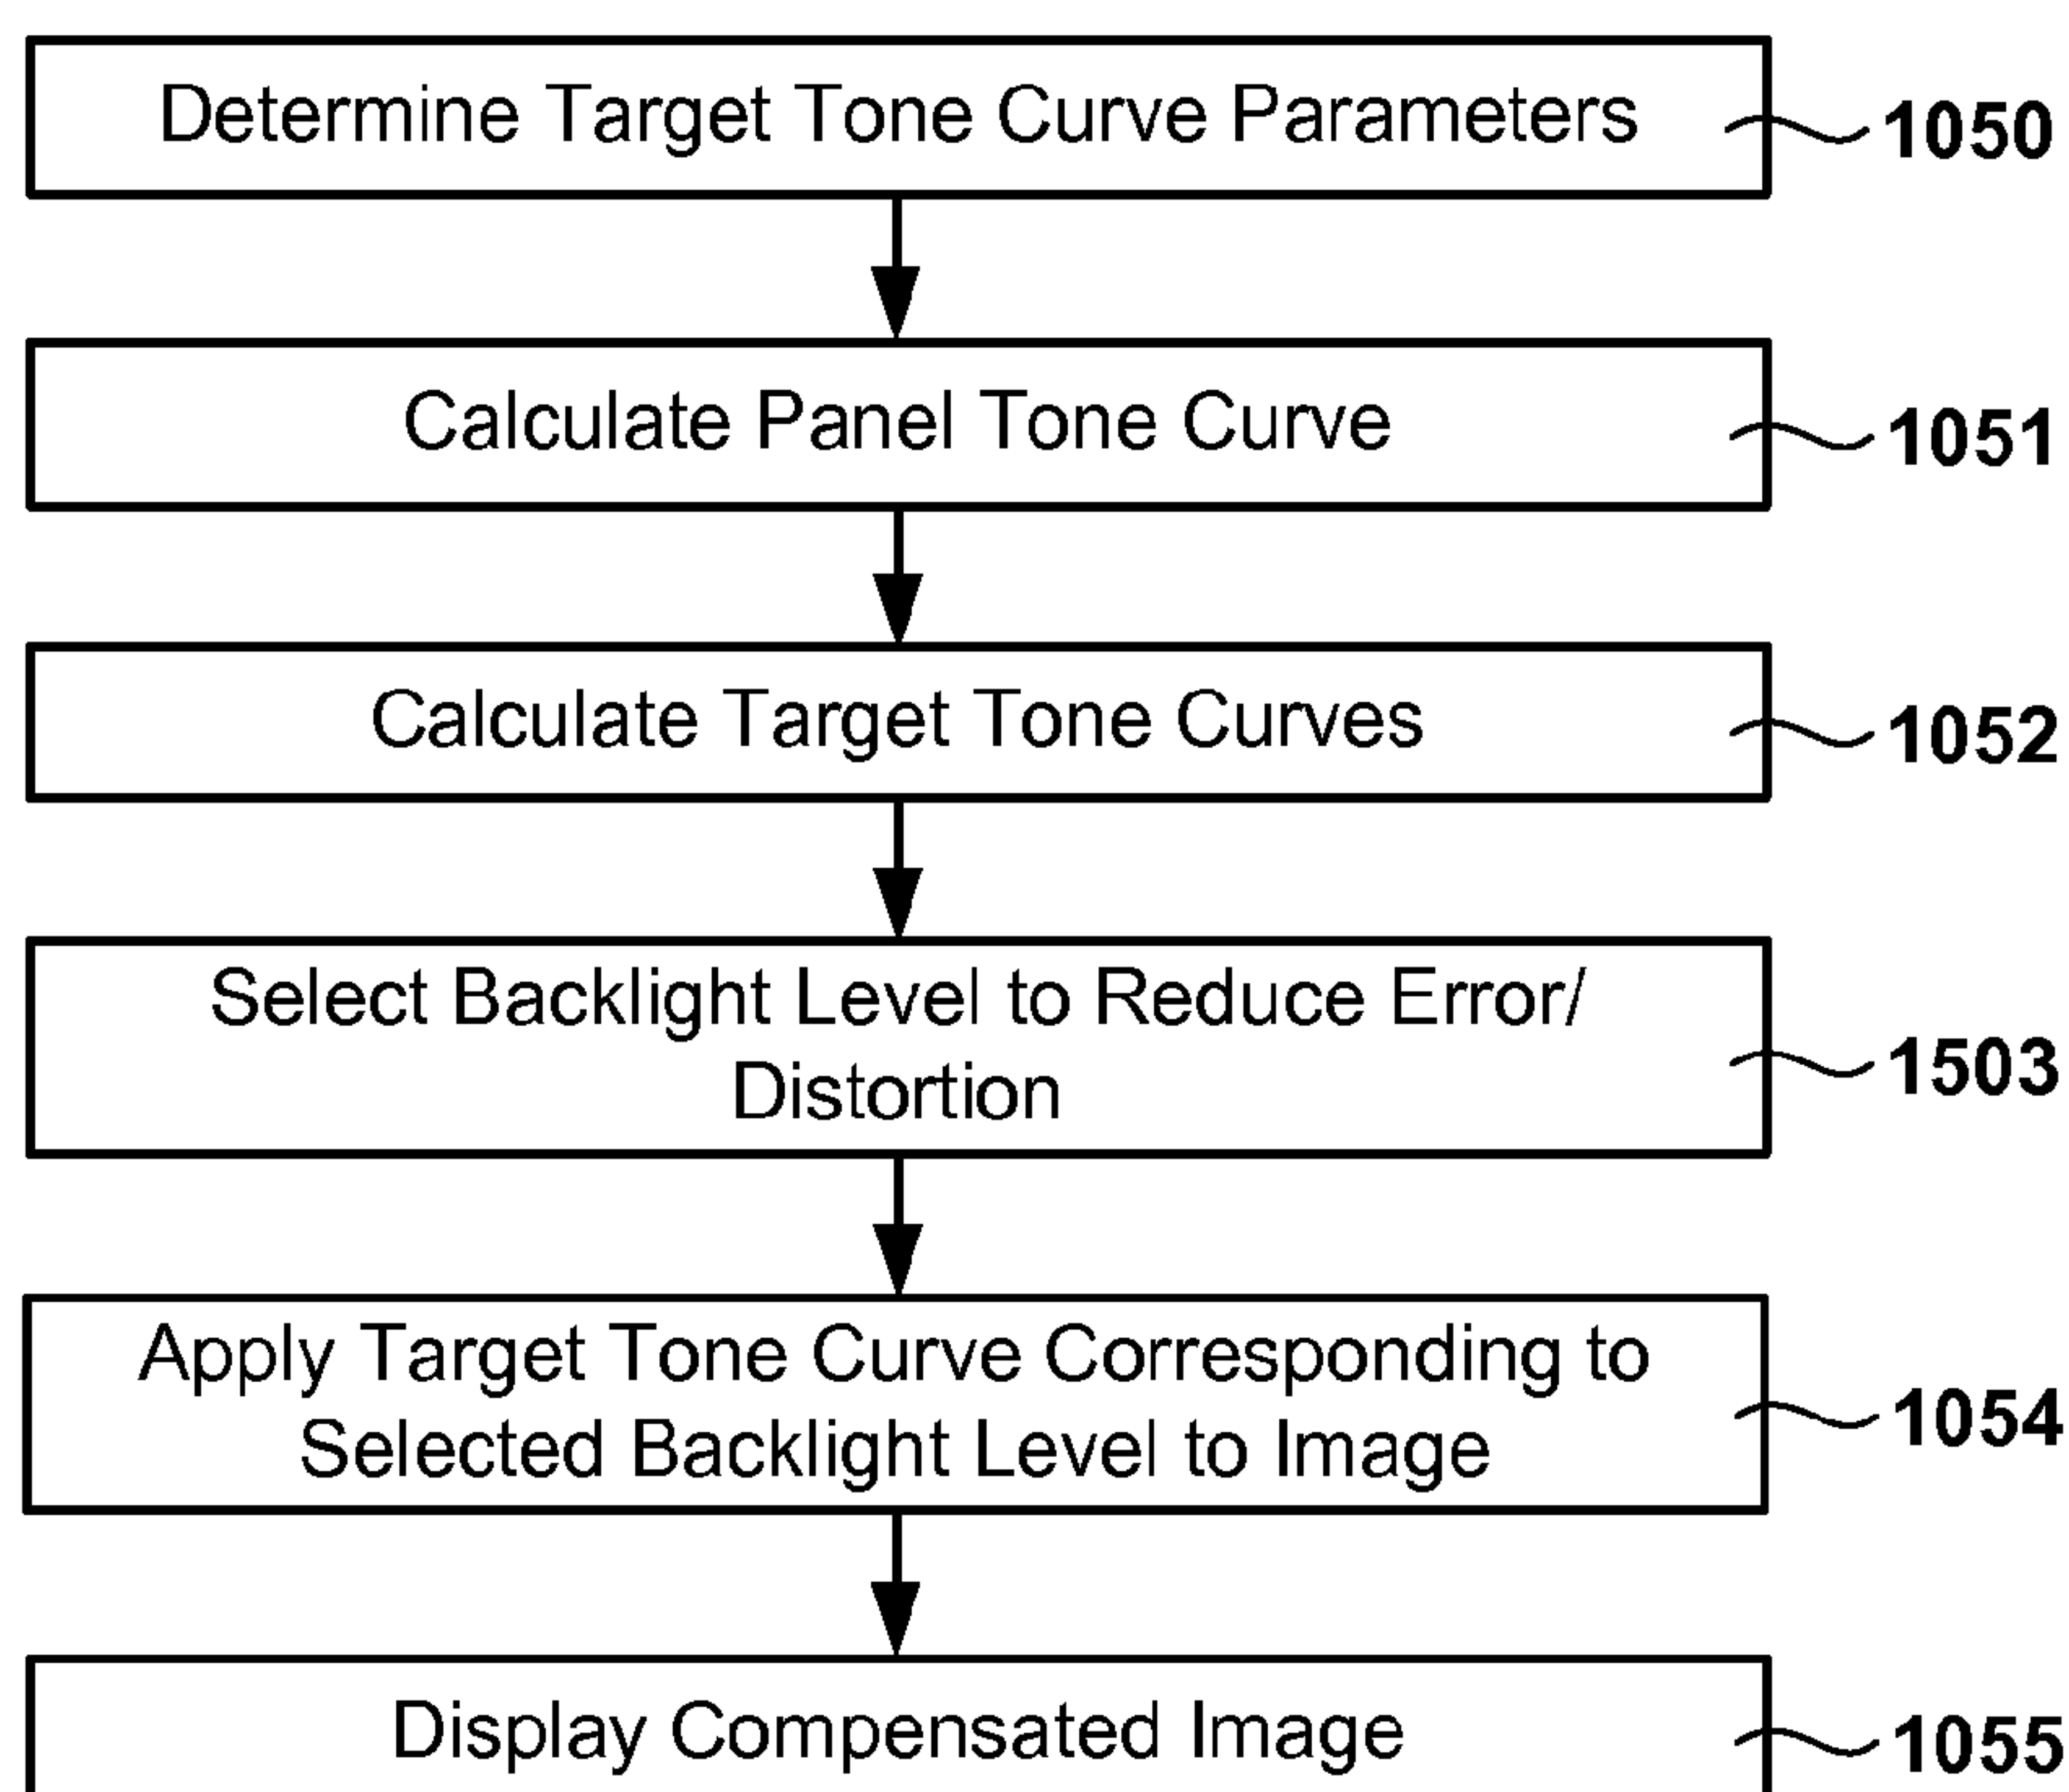 Determine Target Tone Curve Parameters 1050
Calculate Panel Tone Curve 1051
Calculate Target Tone Curves 1052
Select Backlight Level to Reduce Error/
Distortion 1503
Apply Target Tone Curve Corresponding to
Selected Backlight Level to Image 1054
Display Compensated Image 1055